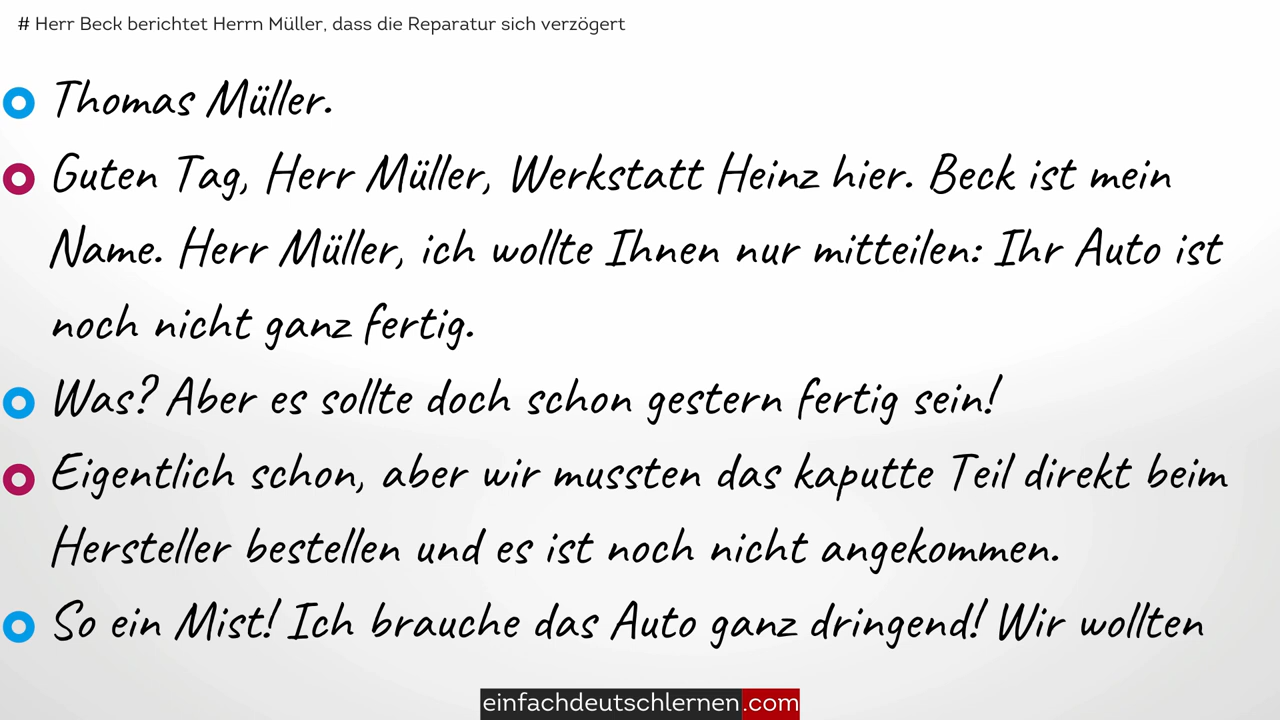 # Herr Beck berichtet Herrn Müller, dass die Reparatur sich verzögert
Thomas Müller.
Guten Tag, Herr Müller, Werkstatt Heinz hier. Beck ist mein
Name. Herr Müller, ich wollte Ihnen nur mitteilen: Ihr Auto ist
noch nicht ganz fertig.
Was? Aber es sollte doch schon gestern fertig sein!
Eigentlich schon, aber wir mussten das kaputte Teil direkt beim
Hersteller bestellen und es ist noch nicht angekommen.
So ein Mist! Ich brauche das Auto ganz dringend! Wir wollten
einfachdeutschlernen.com